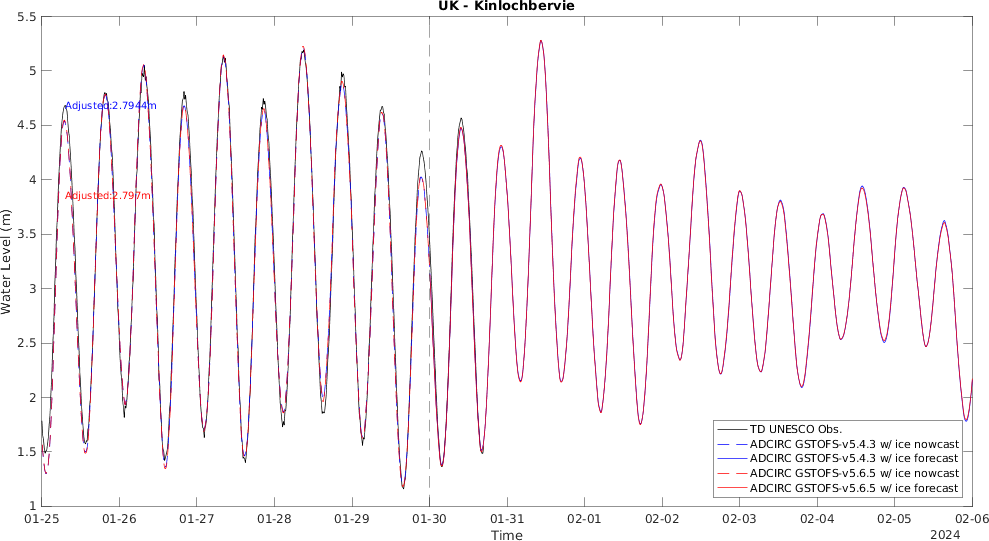 UK - Kinlochbervie
5.5
5
4.5
4
3.5
3
2.5
2
1.5
1
Water Level (m)
Adjusted:2.7944m
Adjusted:2.797m
TD UNESCO Obs.
ADCIRC GSTOFS-v5.4.3 w/ ice nowcast
ADCIRC GSTOFS-v5.4.3 w/ ice forecast
ADCIRC GSTOFS-v5.6.5 w/ ice nowcast
ADCIRC GSTOFS-v5.6.5 w/ ice forecast
01-25 01-26 01-27 01-28 01-29 01-30 01-31 02-01 02-02 02-03 02-04 02-05 02-06
Time
2024